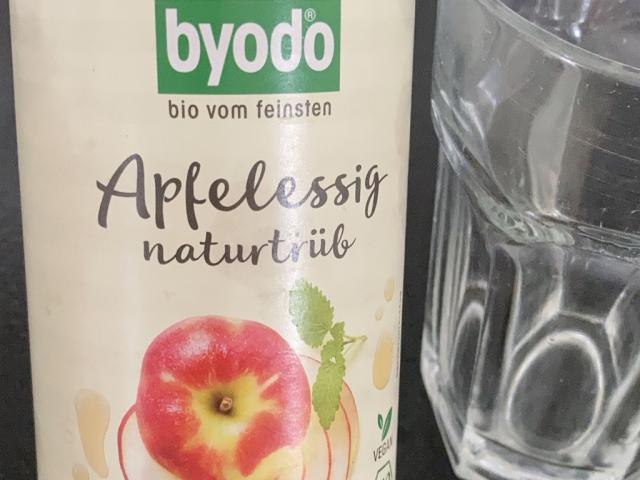 byodo®
bio vom feinsten
Apfelessig
naturtrüb
VEGAN